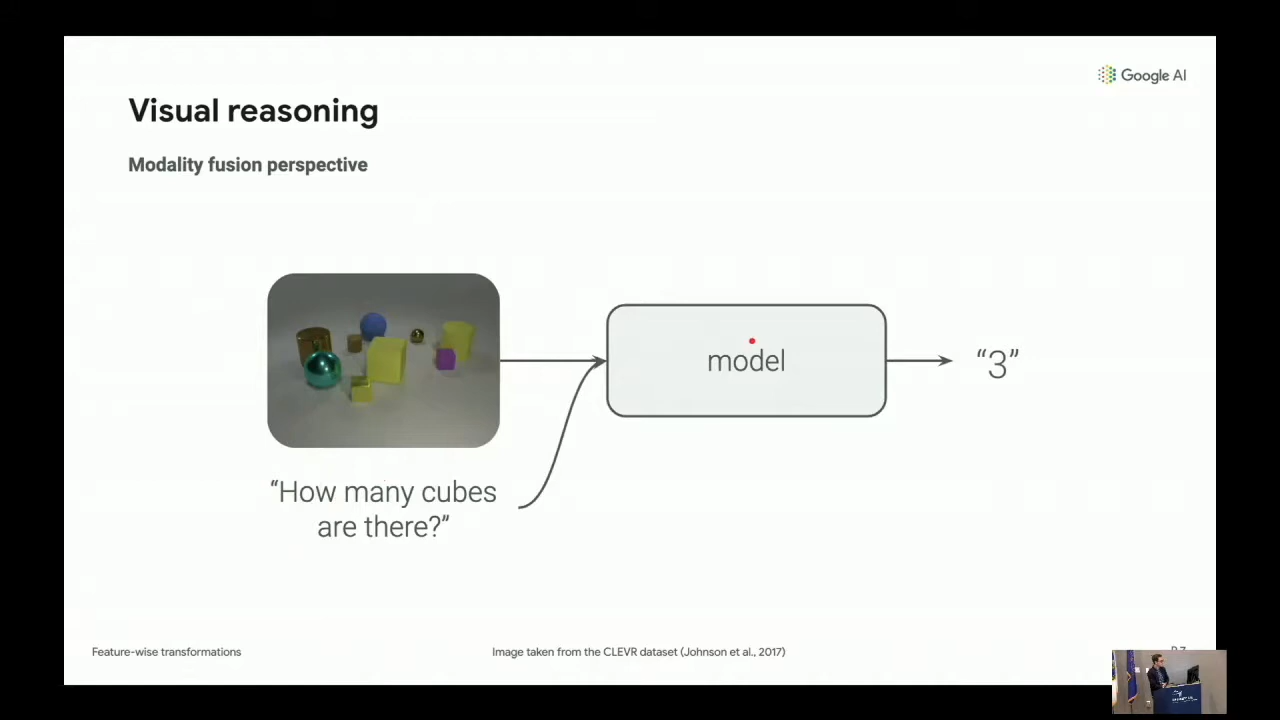 Google AI
Visual reasoning
Modality fusion perspective
model
“3”
“How many cubes
are there?”
Feature-wise transformations
Image taken from the CLEVR dataset (Johnson et al., 2017)